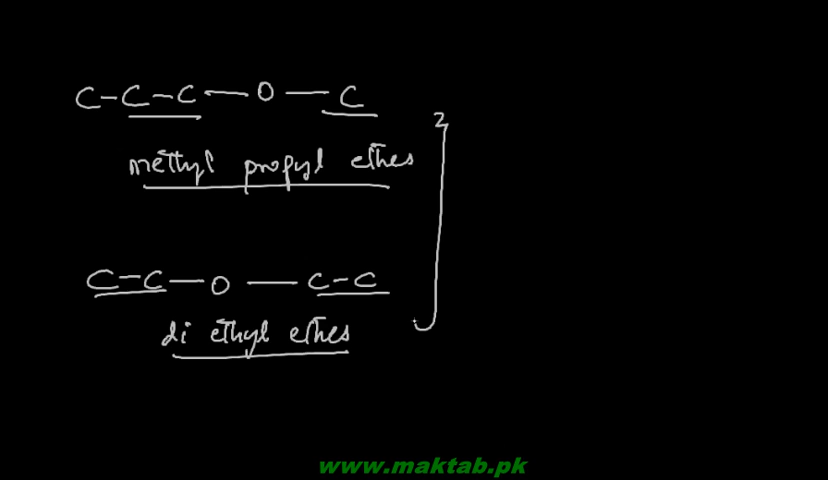 C-C-C—O—C
methyl propyl ether
C-C—O—C-C
di ethyl ether
www.maktab.pk